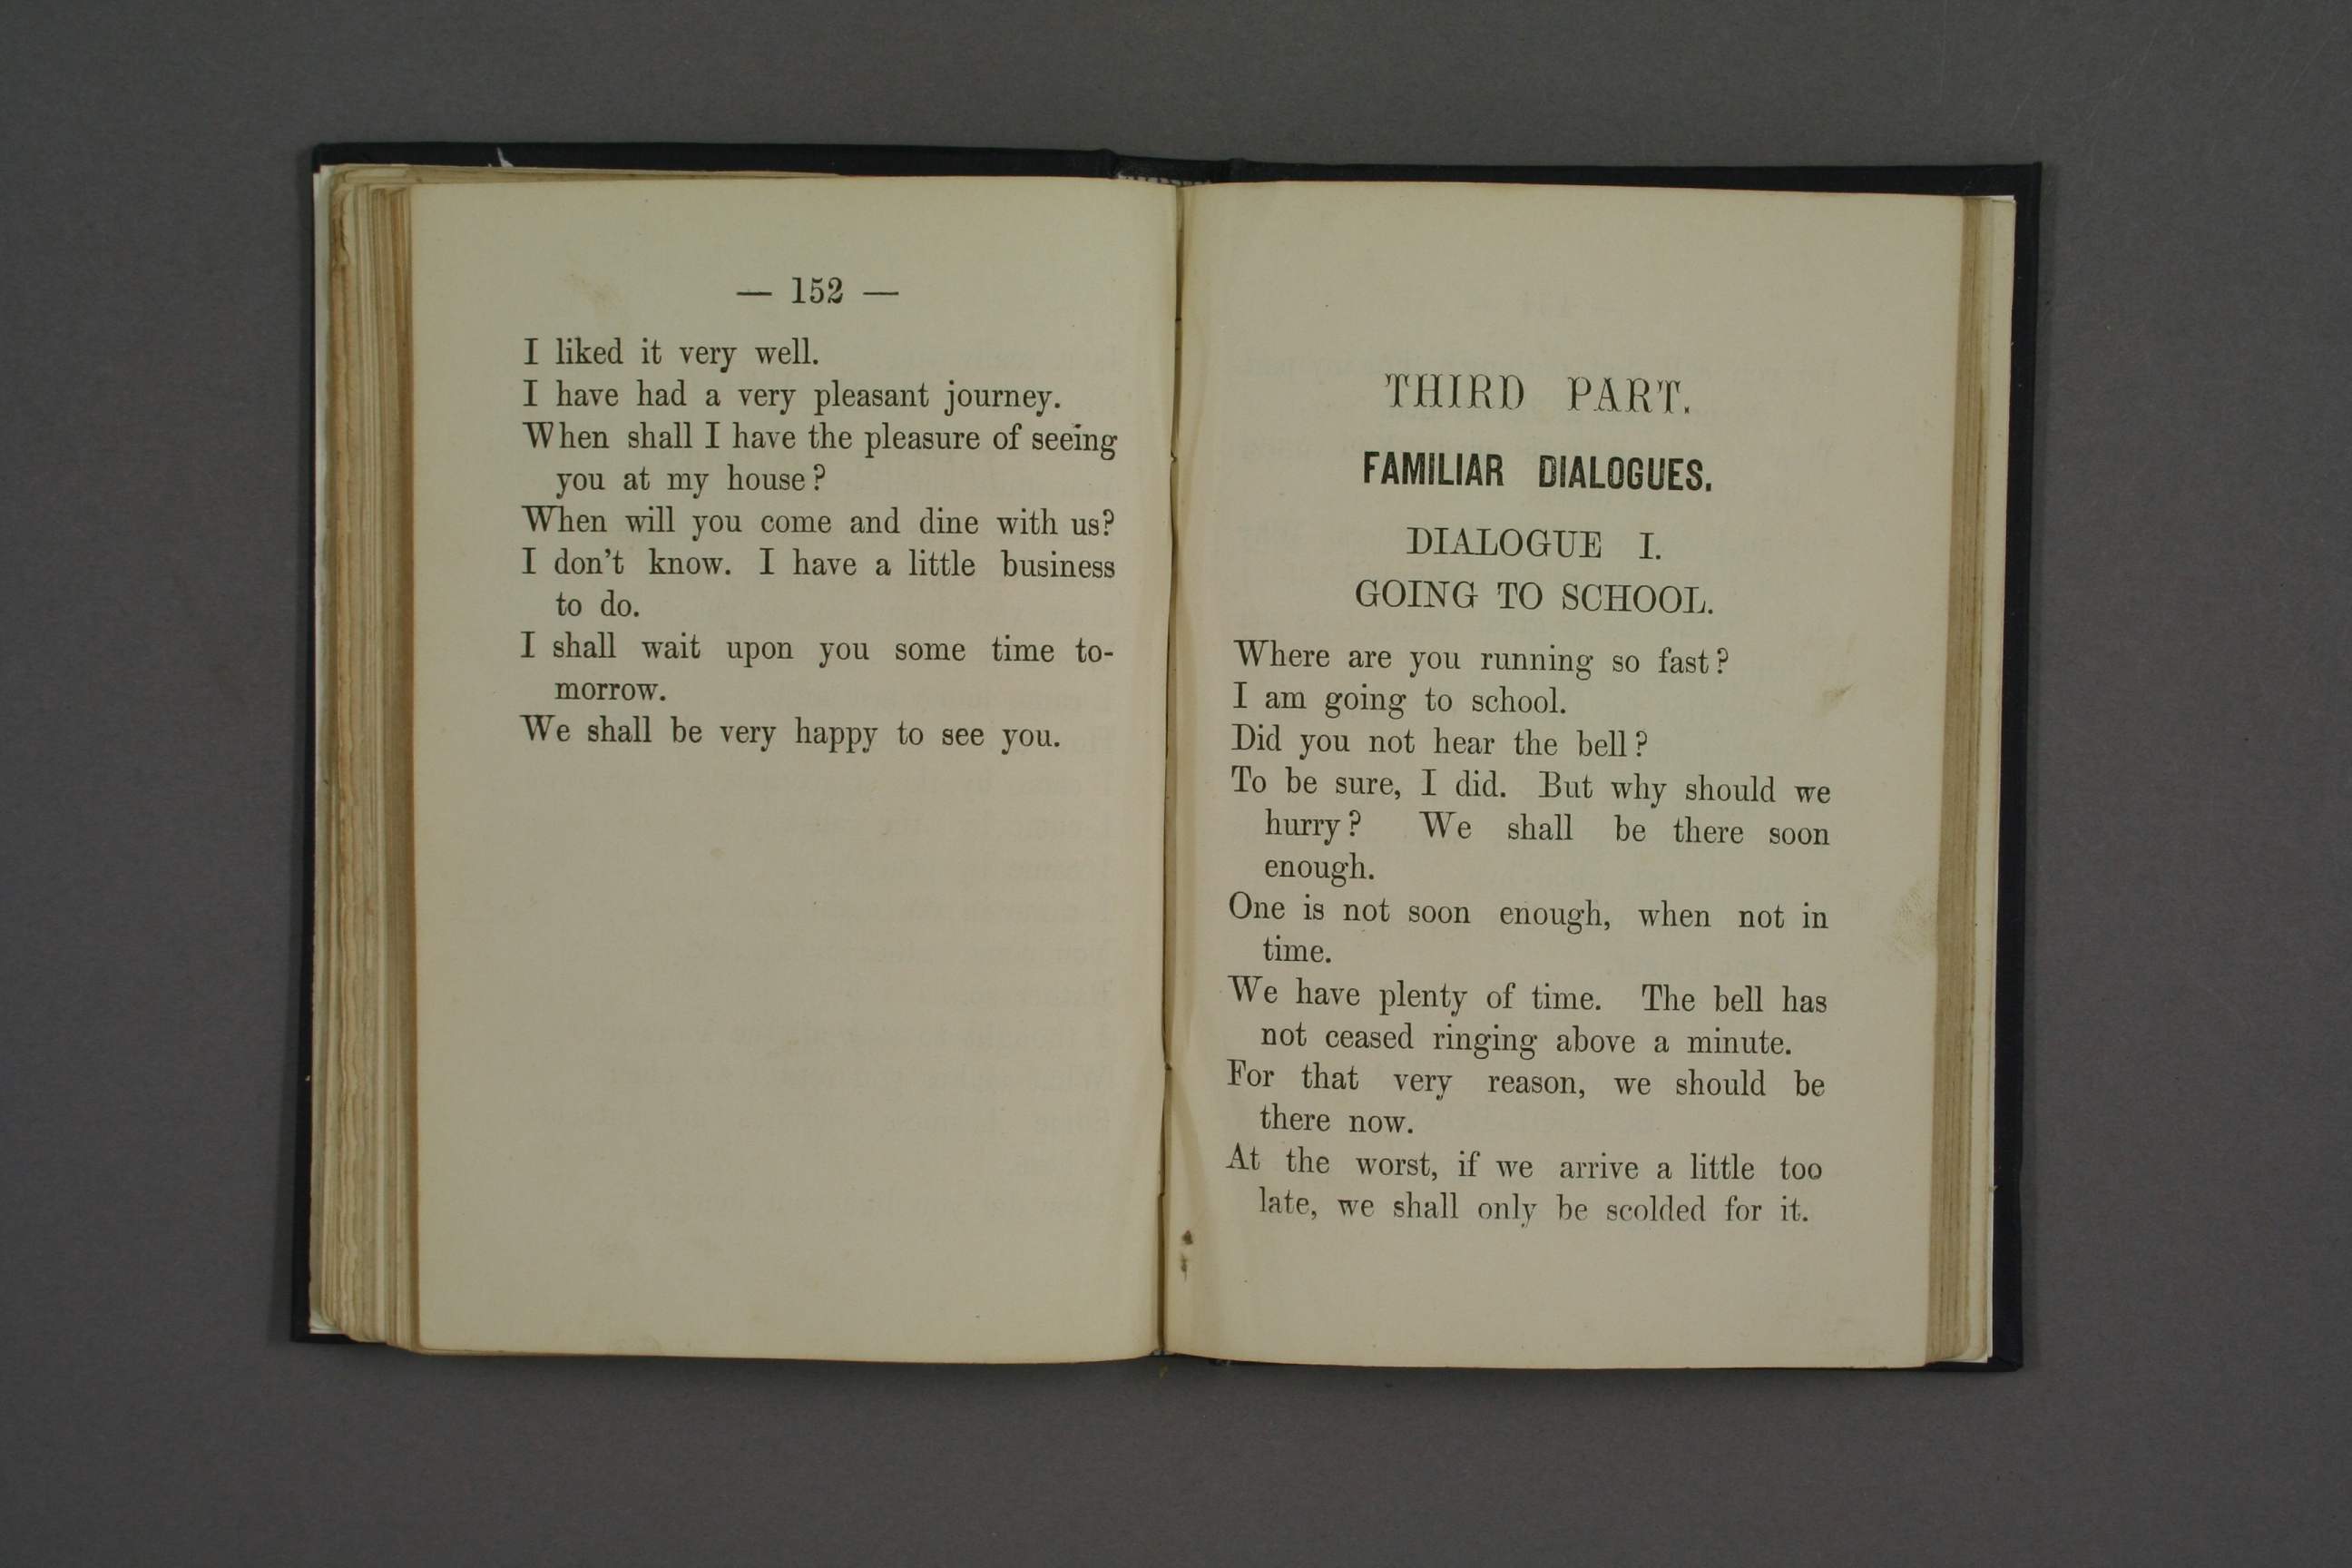 — 152 —
I liked it very well.
I have had a very pleasant journey.
When shall I have the pleasure of seeing
you at my house?
When will you come and dine with us?
I don't know. I have a little business
to do.
I shall wait upon you some time to-
morrow.
We shall be very happy to see you.
THIRD PART.
FAMILIAR DIALOGUES.
DIALOGUE I.
GOING TO SCHOOL.
Where are you running so fast?
I am going to school.
Did you not hear the bell?
To be sure, I did. But why should we
hurry? We shall be there soon
enough.
One is not soon enough, when not in
time.
We have plenty of time. The bell has
not ceased ringing above a minute.
For that very reason, we should be
there now.
At the worst, if we arrive a little too
late, we shall only be scolded for it.